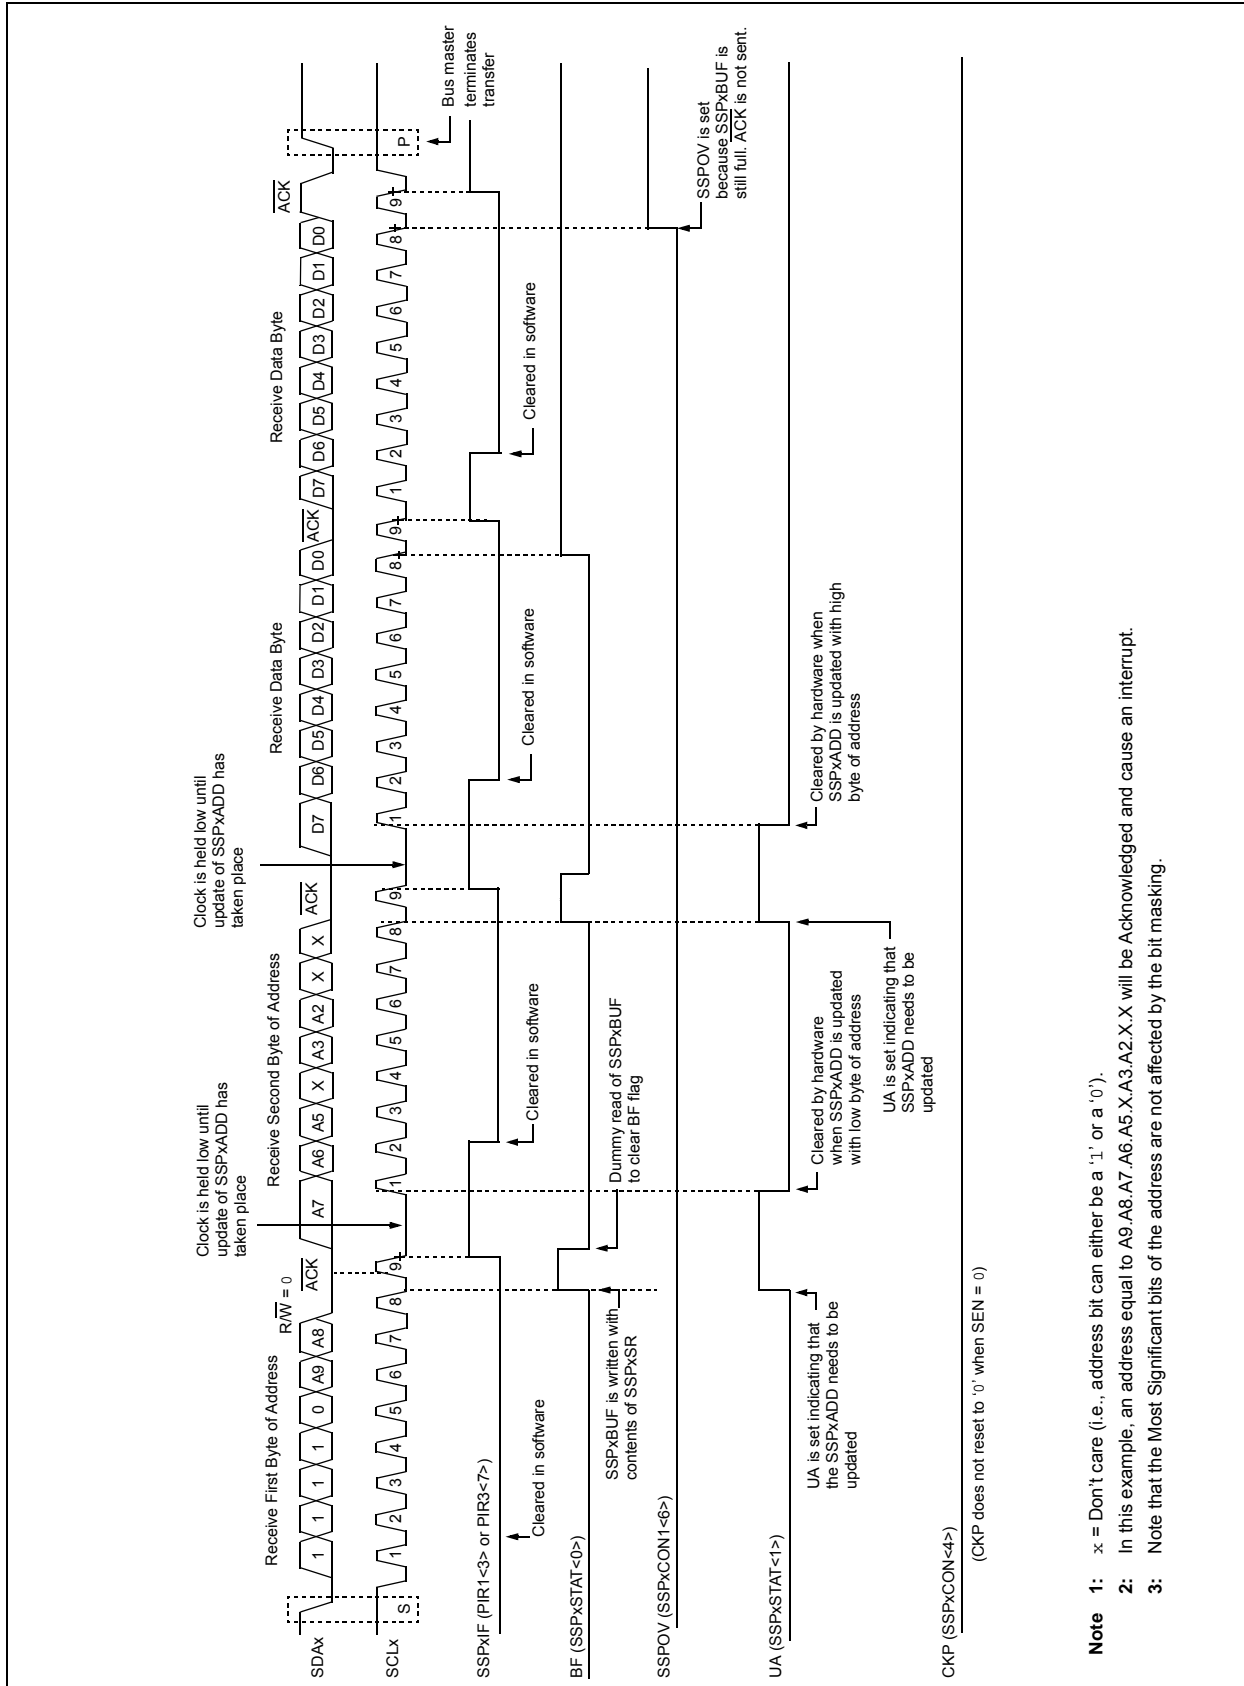 Receive First Byte of Address
R/W = 0
ACK
Clock is held low until
update of SSPxADD has
taken place
Receive Second Byte of Address
ACK
Clock is held low until
update of SSPxADD has
taken place
Receive Data Byte
ACK
Receive Data Byte
ACK
SDAx
1 1 1 1 0 A9 A8 A7 A6 A5 X A3 A2 X X D7 D6 D5 D4 D3 D2 D1 D0 D7 D6 D5 D4 D3 D2 D1 D0
SCLx
S 1 2 3 4 5 6 7 8 9 1 2 3 4 5 6 7 8 9 1 2 3 4 5 6 7 8 9 1 2 3 4 5 6 7 8 9 P
Bus master
terminates
transfer
SSPxIF (PIR1<3> or PIR3<7>)
Cleared in software
Cleared in software
Cleared in software
Cleared in software
BF (SSPxSTAT<0>)
SSPxBUF is written with
contents of SSPxSR
Dummy read of SSPxBUF
to clear BF flag
SSPOV (SSPxCON1<6>)
SSPOV is set
because SSPxBUF is
still full. ACK is not sent.
UA (SSPxSTAT<1>)
UA is set indicating that
the SSPxADD needs to be
updated
Cleared by hardware
when SSPxADD is updated
with low byte of address
UA is set indicating that
SSPxADD needs to be
updated
Cleared by hardware when
SSPxADD is updated with high
byte of address
CKP (SSPxCON<4>)
(CKP does not reset to ‘0’ when SEN = 0)
Note 1: x = Don’t care (i.e., address bit can either be a ‘1’ or a ‘0’).
2: In this example, an address equal to A9.A8.A7.A6.A5.X.A3.A2.X.X will be Acknowledged and cause an interrupt.
3: Note that the Most Significant bits of the address are not affected by the bit masking.